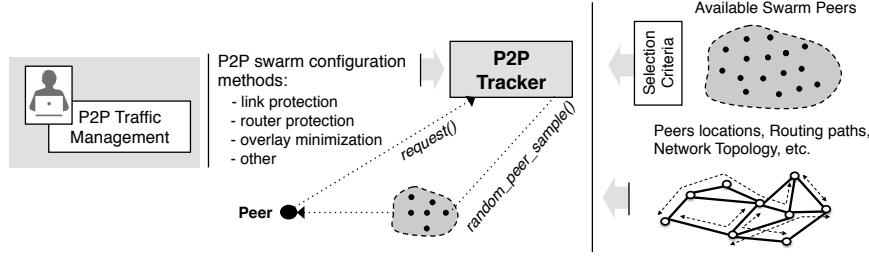 P2P Traffic
Management
P2P swarm configuration
methods:
- link protection
- router protection
- overlay minimization
- other
P2P
Tracker
request()
random_peer_sample()
Peer
Available Swarm Peers
Selection
Criteria
Peers locations, Routing paths,
Network Topology, etc.